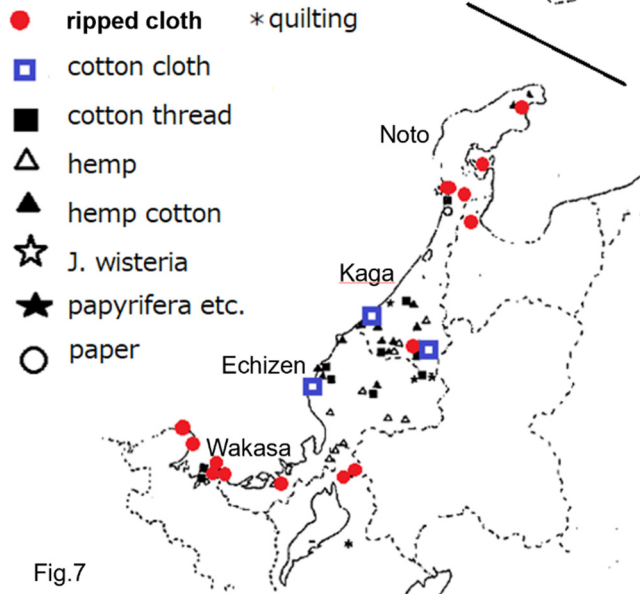 ripped cloth
*quilting
cotton cloth
cotton thread
hemp
hemp cotton
J. wisteria
papyrifera etc.
paper
Noto
Kaga
Echizen
Wakasa
Fig.7